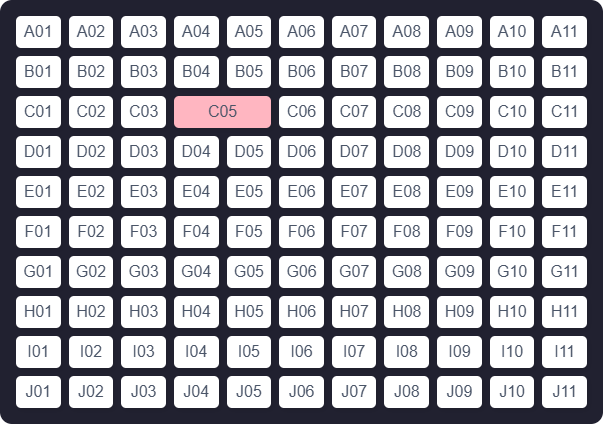 A01 A02 A03 A04 A05 A06 A07 A08 A09 A10 A11
B01 B02 B03 B04 B05 B06 B07 B08 B09 B10 B11
C01 C02 C03 C05 C06 C07 C08 C09 C10 C11
D01 D02 D03 D04 D05 D06 D07 D08 D09 D10 D11
E01 E02 E03 E04 E05 E06 E07 E08 E09 E10 E11
F01 F02 F03 F04 F05 F06 F07 F08 F09 F10 F11
G01 G02 G03 G04 G05 G06 G07 G08 G09 G10 G11
H01 H02 H03 H04 H05 H06 H07 H08 H09 H10 H11
I01 I02 I03 I04 I05 I06 I07 I08 I09 I10 I11
J01 J02 J03 J04 J05 J06 J07 J08 J09 J10 J11